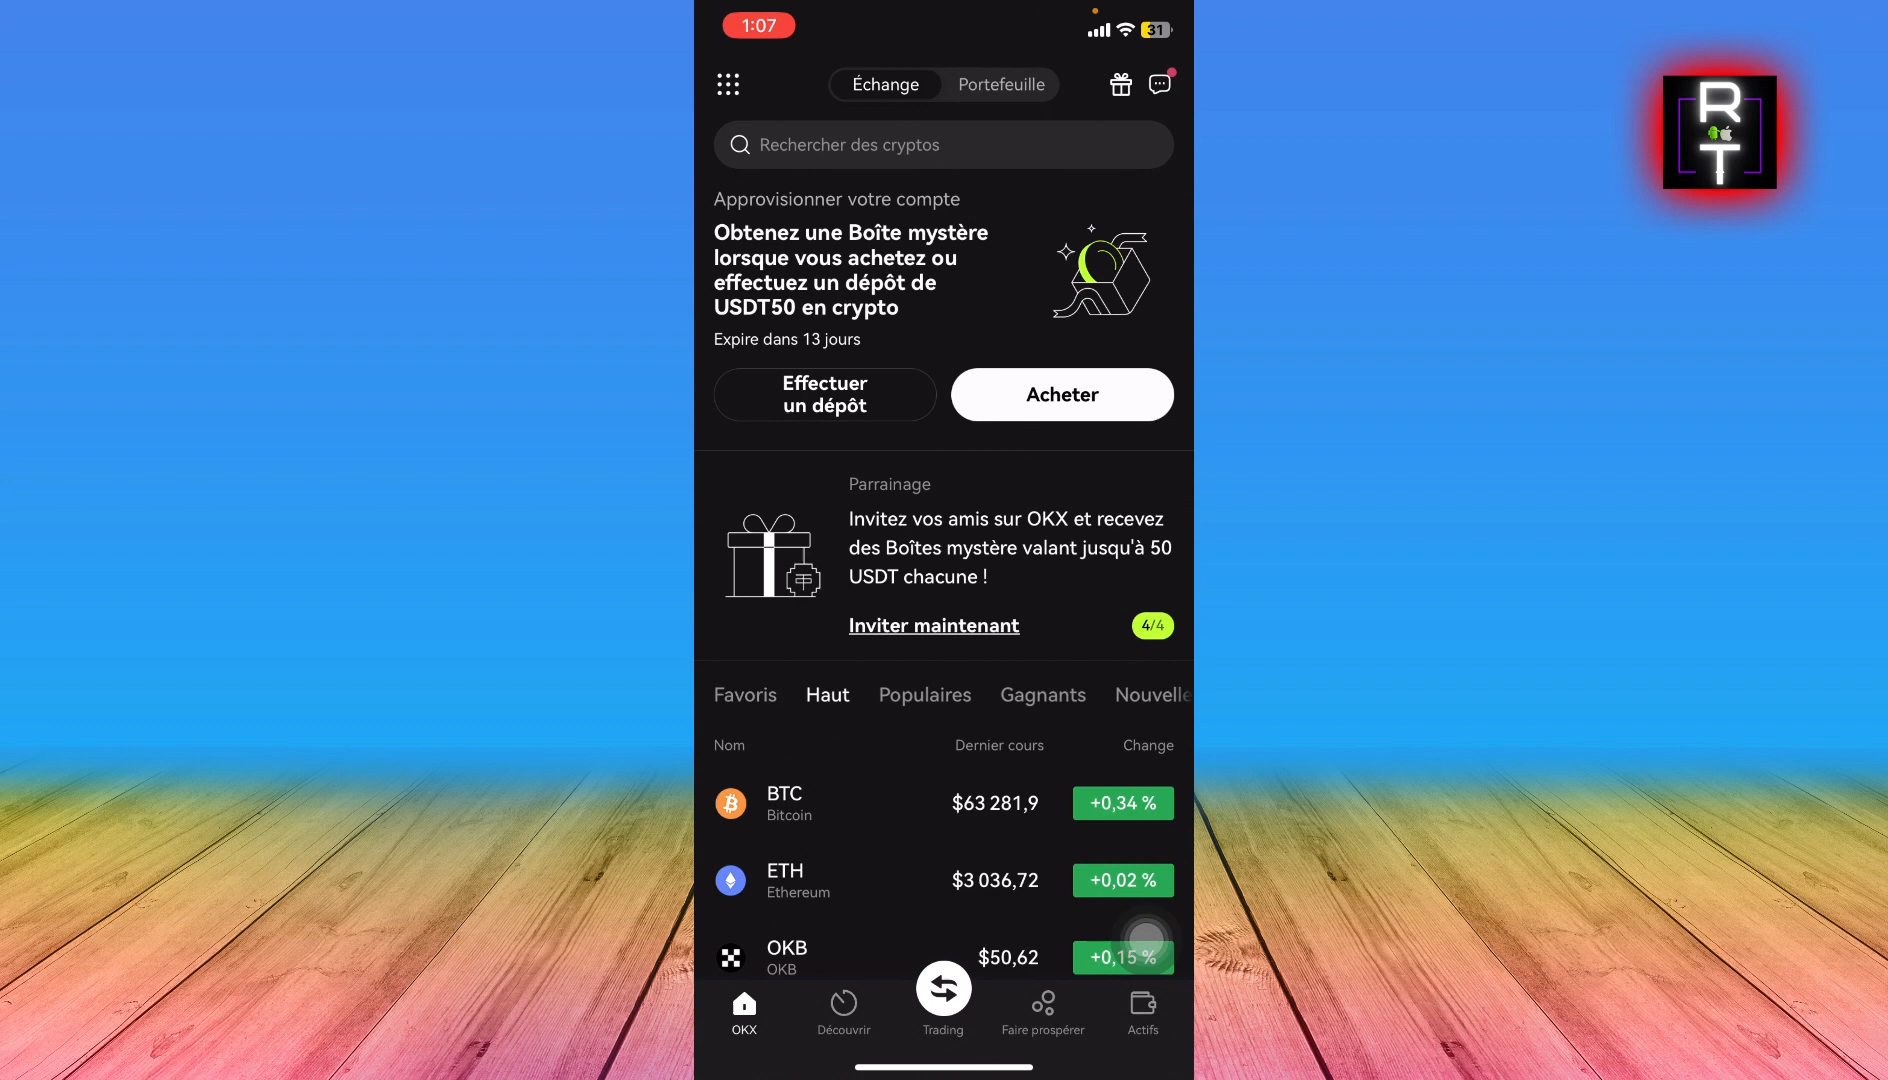 1:07
31
Échange
Portefeuille
Rechercher des cryptos
Approvisionner votre compte
Obtenez une Boîte mystère
lorsque vous achetez ou
effectuez un dépôt de
USDT50 en crypto
Expire dans 13 jours
Effectuer
un dépôt
Acheter
Parrainage
Invitez vos amis sur OKX et recevez
des Boîtes mystère valant jusqu'à 50
USDT chacune !
Inviter maintenant
4/4
Favoris Haut Populaires Gagnants Nouvelle
Nom Dernier cours Change
BTC
Bitcoin
$63 281,9
+0,34 %
ETH
Ethereum
$3 036,72
+0,02 %
OKB
OKB
$50,62
+0,15 %
OKX Découvrir Trading Faire prospérer Actifs
R
T